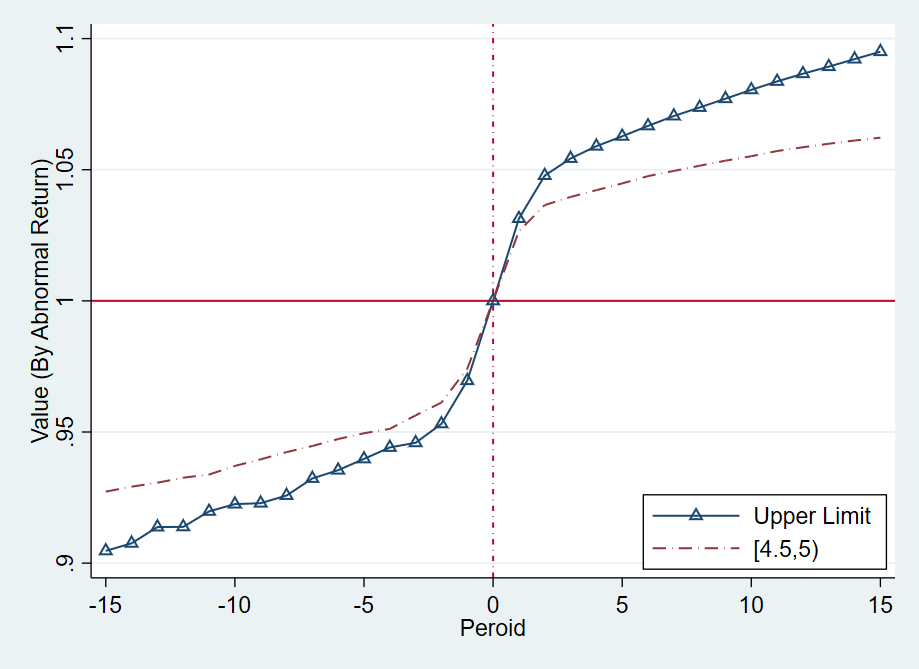 Value (By Abnormal Return)
1.1
1.05
1
.95
.9
-15 -10 -5 0 5 10 15
Peroid
Upper Limit
[4.5,5)